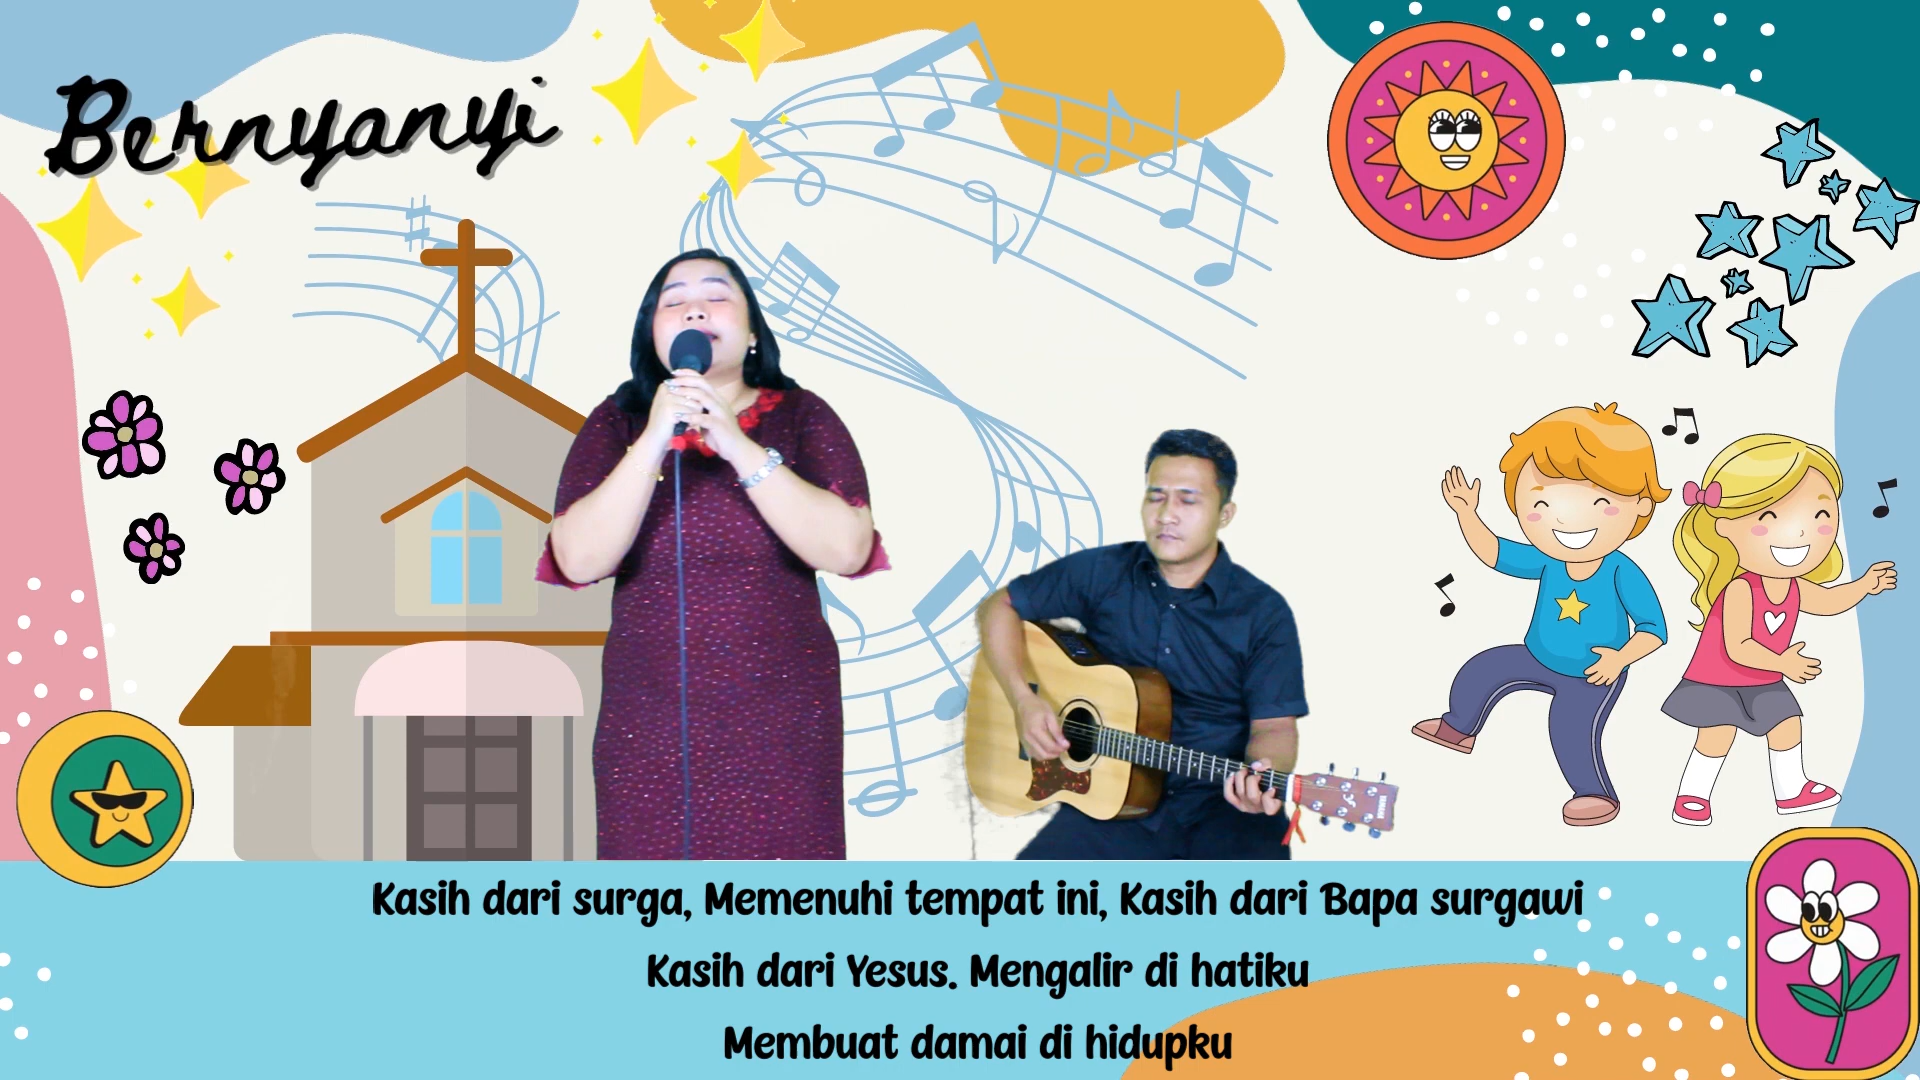 Bernyanyi
Kasih dari surga, Memenuhi tempat ini, Kasih dari Bapa surgawi
Kasih dari Yesus. Mengalir di hatiku
Membuat damai di hidupku